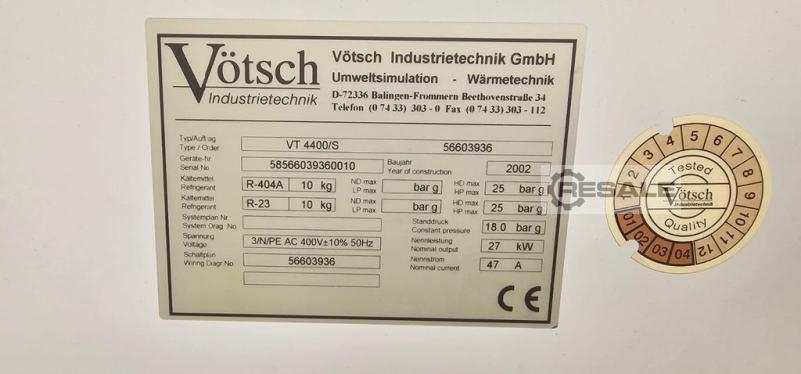 Vötsch
Industrietechnik
Vötsch Industrietechnik GmbH
Umweltsimulation - Wärmetechnik
D-72336 Balingen-Frommern Beethovenstraße 34
Telefon (0 74 33) 303 - 0 Fax (0 74 33) 303 - 112
Typ/Auftrag
Type / Order
VT 4400/S 56603936
Geräte-Nr
Serial No
58566039360010
Baujahr
Year of construction
2002
Kältemittel
Refrigerant
R-404A 10 kg
ND max
LP max
bar g
HD max
HP max
25 bar g
Kältemittel
Refrigerant
R-23 10 kg
ND max
LP max
bar g
HD max
HP max
25 bar g
Systemplan Nr.
System Drag. No
Standdruck
Constant pressure
18.0 bar g
Spannung
Voltage
3/N/PE AC 400V±10% 50Hz
Nennleistung
Nominal output
27 kW
Schaltplan
Wiring Diagr.No
56603936
Nennstrom
Nominal current
47 A
CE
RESALE
Tested
Vötsch
Industrietechnik
Quality
1 2 3 4 5 6 7 8 9 10 11 12
01 02 03 04